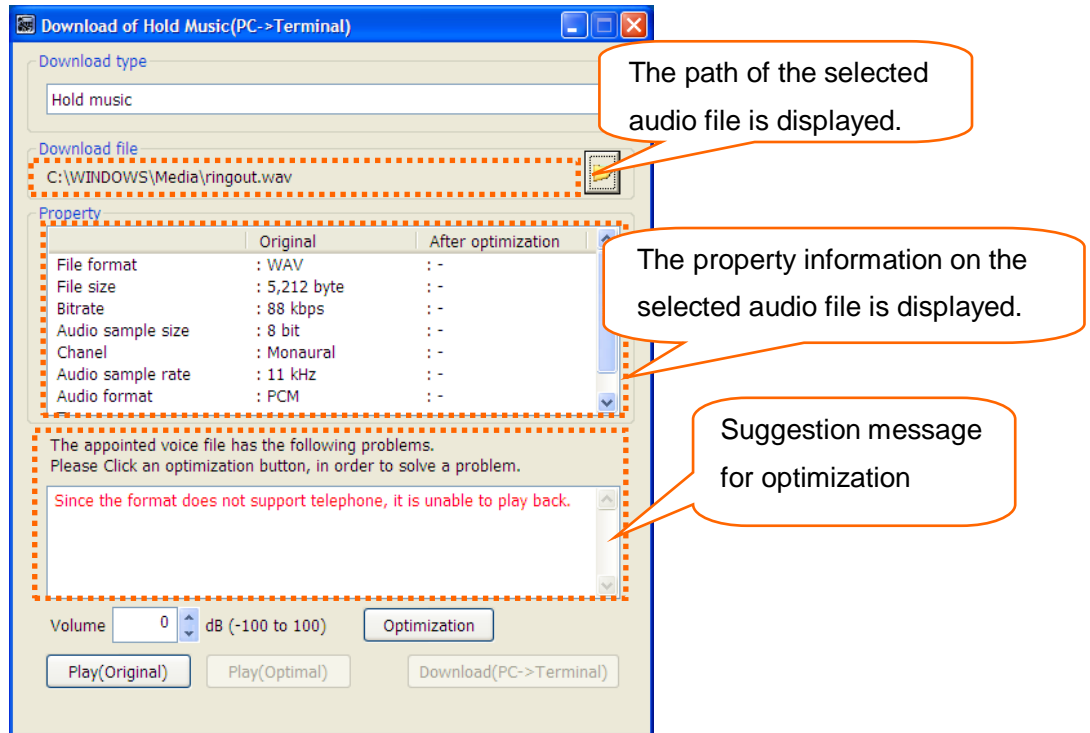 Download of Hold Music(PC->Terminal)
Download type
Hold music
The path of the selected
audio file is displayed.
Download file
C:\WINDOWS\Media\ringout.wav
Property
Original After optimization
File format : WAV : -
File size : 5,212 byte : -
Bitrate : 88 kbps : -
Audio sample size : 8 bit : -
Chanel : Monaural : -
Audio sample rate : 11 kHz : -
Audio format : PCM : -
The property information on the
selected audio file is displayed.
The appointed voice file has the following problems.
Please Click an optimization button, in order to solve a problem.
Since the format does not support telephone, it is unable to play back.
Suggestion message
for optimization
Volume 0 dB (-100 to 100) Optimization
Play(Original) Play(Optimal) Download(PC->Terminal)